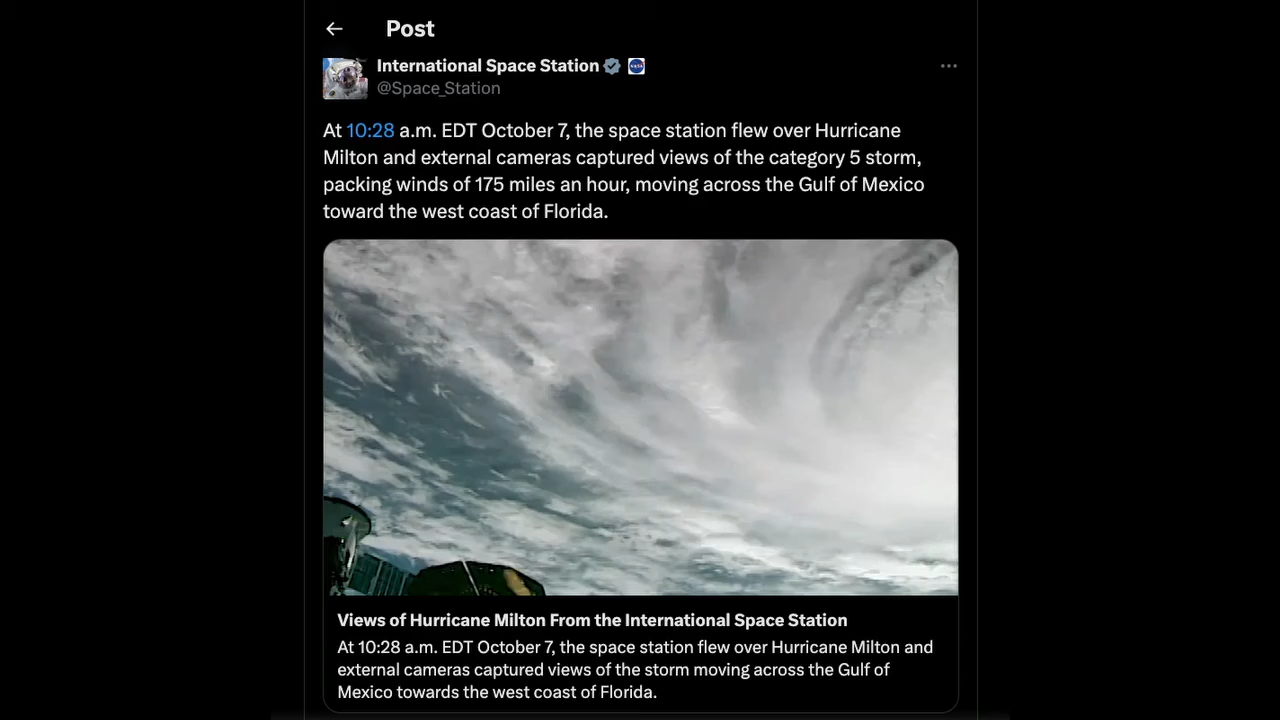 Post
International Space Station
@Space_Station
At 10:28 a.m. EDT October 7, the space station flew over Hurricane
Milton and external cameras captured views of the category 5 storm,
packing winds of 175 miles an hour, moving across the Gulf of Mexico
toward the west coast of Florida.
Views of Hurricane Milton From the International Space Station
At 10:28 a.m. EDT October 7, the space station flew over Hurricane Milton and
external cameras captured views of the storm moving across the Gulf of
Mexico towards the west coast of Florida.